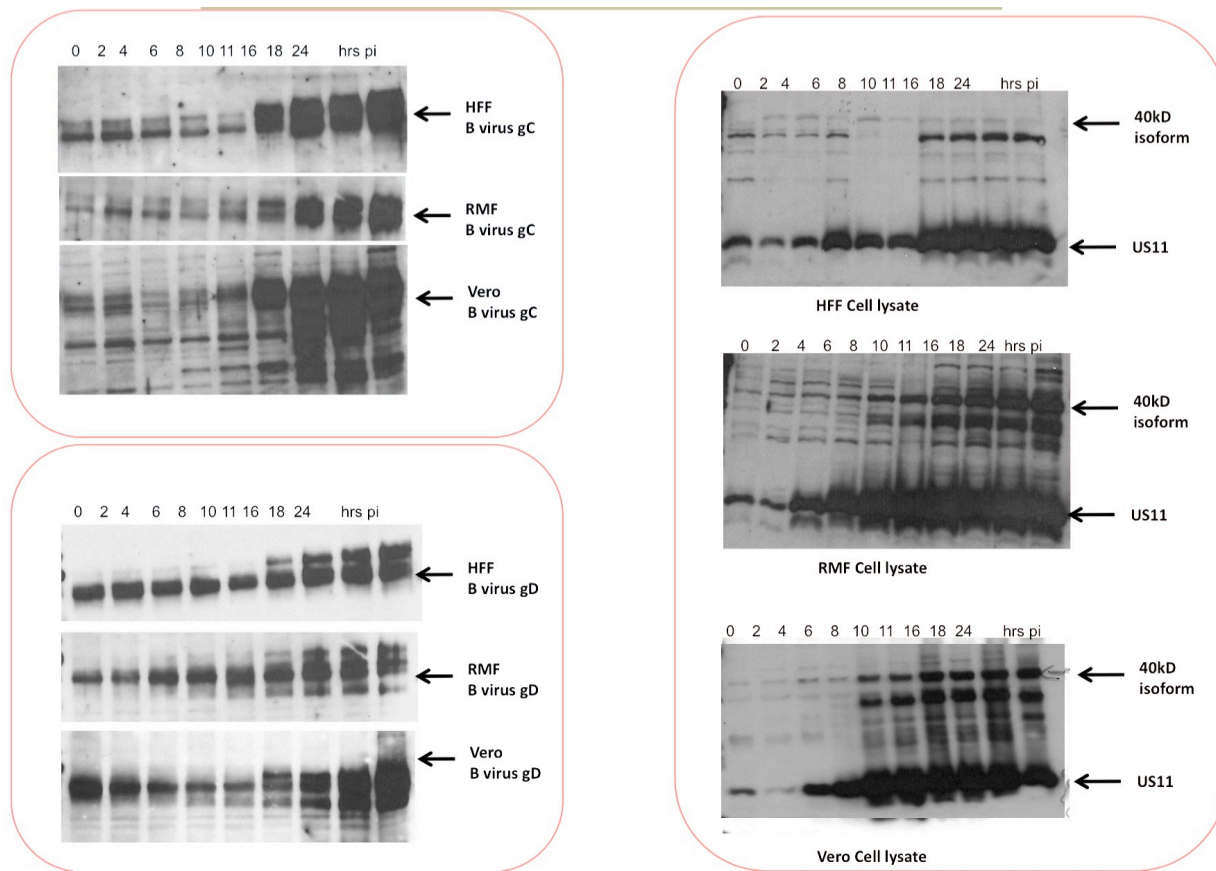 0 2 4 6 8 10 11 16 18 24 hrs pi
HFF
B virus gC
RMF
B virus gC
Vero
B virus gC
0 2 4 6 8 10 11 16 18 24 hrs pi
HFF
B virus gD
RMF
B virus gD
Vero
B virus gD
0 2 4 6 8 10 11 16 18 24 hrs pi
40kD
isoform
US11
HFF Cell lysate
0 2 4 6 8 10 11 16 18 24 hrs pi
40kD
isoform
US11
RMF Cell lysate
0 2 4 6 8 10 11 16 18 24 hrs pi
40kD
isoform
US11
Vero Cell lysate